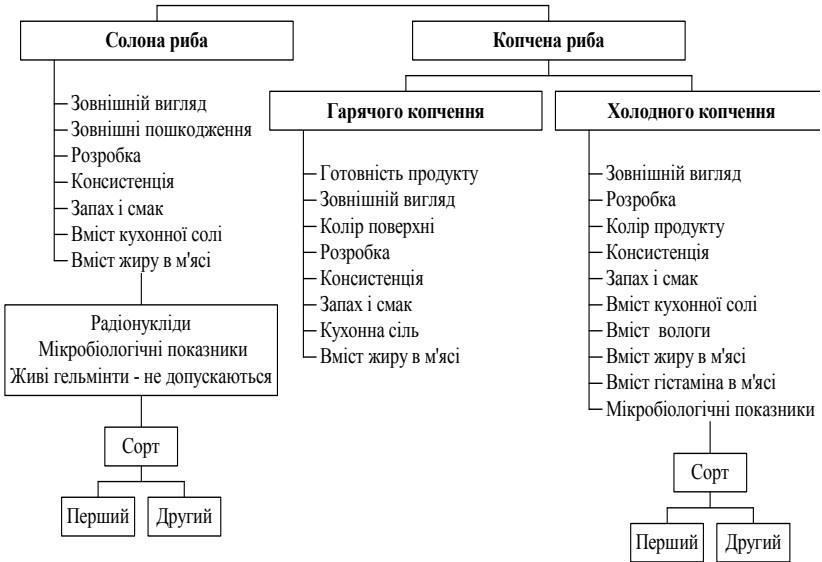 Солона риба
Копчена риба
Гарячого копчення
Холодного копчення
Зовнішній вигляд
Зовнішні пошкодження
Розробка
Консистенція
Запах і смак
Вміст кухонної солі
Вміст жиру в м'ясі
Радіонукліди
Мікробіологічні показники
Живі гельмінти - не допускаються
Сорт
Перший
Другий
Готовність продукту
Зовнішній вигляд
Колір поверхні
Розробка
Консистенція
Запах і смак
Кухонна сіль
Вміст жиру в м'ясі
Зовнішній вигляд
Розробка
Колір продукту
Консистенція
Запах і смак
Вміст кухонної солі
Вміст вологи
Вміст жиру в м'ясі
Вміст гістаміна в м'ясі
Мікробіологічні показники
Сорт
Перший
Другий